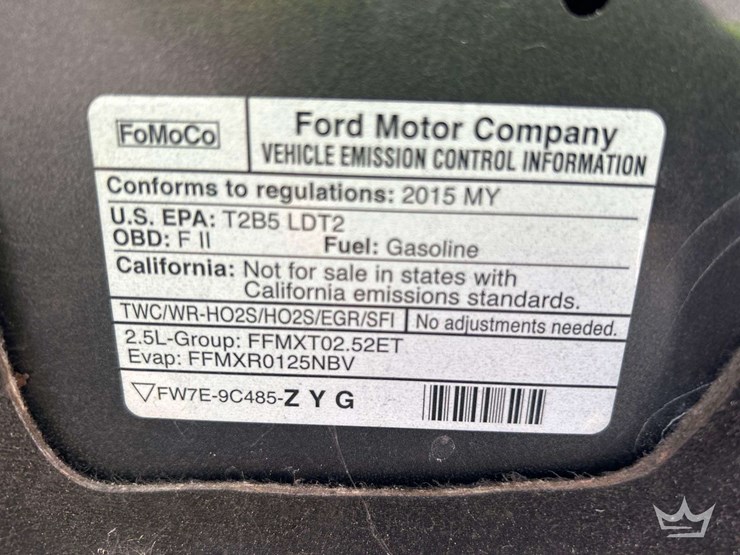 FoMoCo
Ford Motor Company
VEHICLE EMISSION CONTROL INFORMATION
Conforms to regulations: 2015 MY
U.S. EPA: T2B5 LDT2
OBD: F II Fuel: Gasoline
California: Not for sale in states with
California emissions standards.
TWC/WR-HO2S/HO2S/EGR/SFI No adjustments needed.
2.5L-Group: FFMXT02.52ET
Evap: FFMXR0125NBV
FW7E-9C485-Z Y G